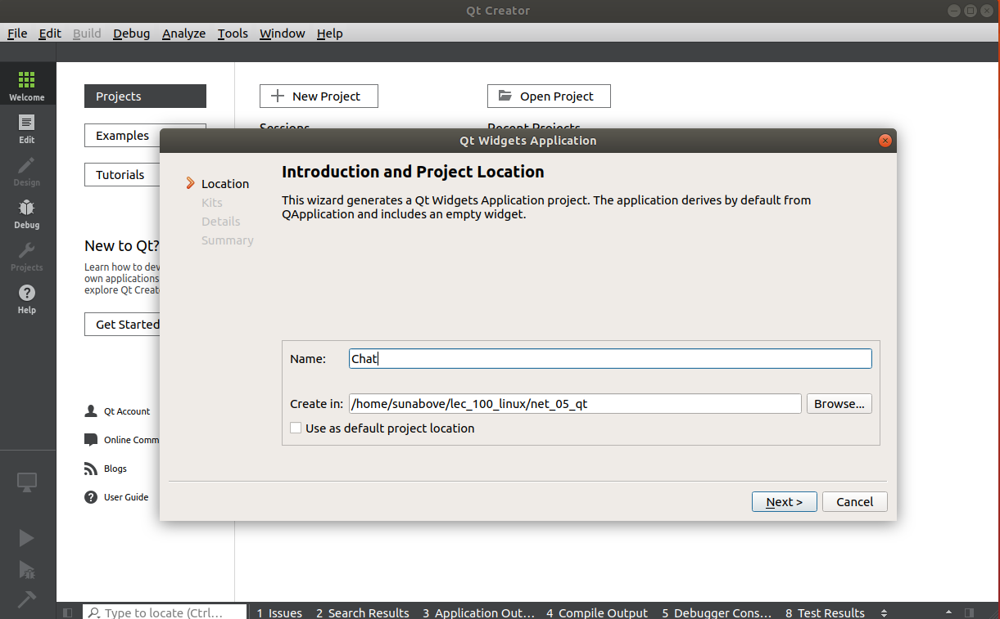 Qt Creator
File Edit Build Debug Analyze Tools Window Help
Welcome
Edit
Design
Debug
Projects
Help
Projects
Examples
Tutorials
New to Qt?
Learn how to dev
own applications
explore Qt Creat
Get Started
Qt Account
Online Comm
Blogs
User Guide
New Project
Open Project
Sessions
Recent Projects
Qt Widgets Application
Location
Kits
Details
Summary
Introduction and Project Location
This wizard generates a Qt Widgets Application project. The application derives by default from
QApplication and includes an empty widget.
Name: Chat
Create in: /home/sunabove/lec_100_linux/net_05_qt Browse...
Use as default project location
Next > Cancel
Type to locate (Ctrl... 1 Issues 2 Search Results 3 Application Out... 4 Compile Output 5 Debugger Cons... 8 Test Results